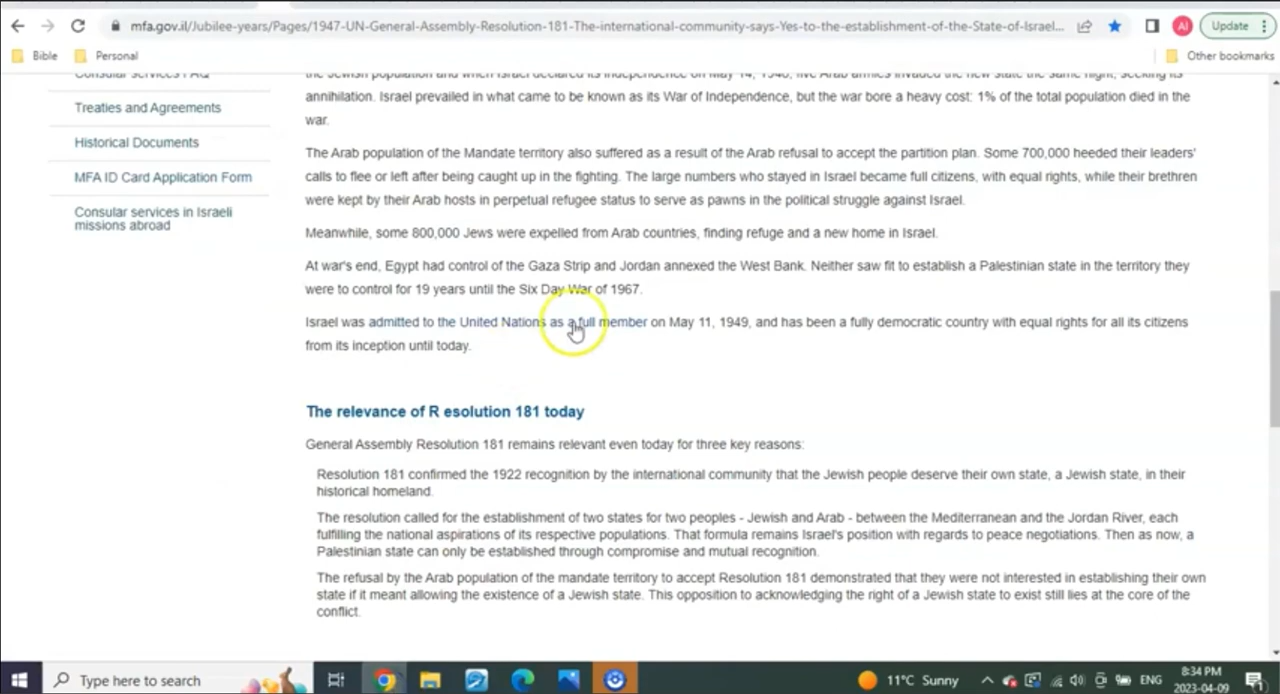 mfa.gov.il/Jubilee-years/Pages/1947-UN-General-Assembly-Resolution-181-The-international-community-says-Yes-to-the-establishment-of-the-State-of-Israel...
AI
Update
Bible
Personal
Other bookmarks
Consular services FAQ
Treaties and Agreements
Historical Documents
MFA ID Card Application Form
Consular services in Israeli
missions abroad
the Jewish population and when Israel declared its independence on May 14, 1948, five Arab armies invaded the new state the same night, seeking its
annihilation. Israel prevailed in what came to be known as its War of Independence, but the war bore a heavy cost: 1% of the total population died in the
war.
The Arab population of the Mandate territory also suffered as a result of the Arab refusal to accept the partition plan. Some 700,000 heeded their leaders'
calls to flee or left after being caught up in the fighting. The large numbers who stayed in Israel became full citizens, with equal rights, while their brethren
were kept by their Arab hosts in perpetual refugee status to serve as pawns in the political struggle against Israel.
Meanwhile, some 800,000 Jews were expelled from Arab countries, finding refuge and a new home in Israel.
At war's end, Egypt had control of the Gaza Strip and Jordan annexed the West Bank. Neither saw fit to establish a Palestinian state in the territory they
were to control for 19 years until the Six Day War of 1967.
Israel was admitted to the United Nations as a full member on May 11, 1949, and has been a fully democratic country with equal rights for all its citizens
from its inception until today.
The relevance of R esolution 181 today
General Assembly Resolution 181 remains relevant even today for three key reasons:
Resolution 181 confirmed the 1922 recognition by the international community that the Jewish people deserve their own state, a Jewish state, in their
historical homeland.
The resolution called for the establishment of two states for two peoples - Jewish and Arab - between the Mediterranean and the Jordan River, each
fulfilling the national aspirations of its respective populations. That formula remains Israel's position with regards to peace negotiations. Then as now, a
Palestinian state can only be established through compromise and mutual recognition.
The refusal by the Arab population of the mandate territory to accept Resolution 181 demonstrated that they were not interested in establishing their own
state if it meant allowing the existence of a Jewish state. This opposition to acknowledging the right of a Jewish state to exist still lies at the core of the
conflict.
Type here to search
11°C Sunny
ENG
8:34 PM
2023-04-09